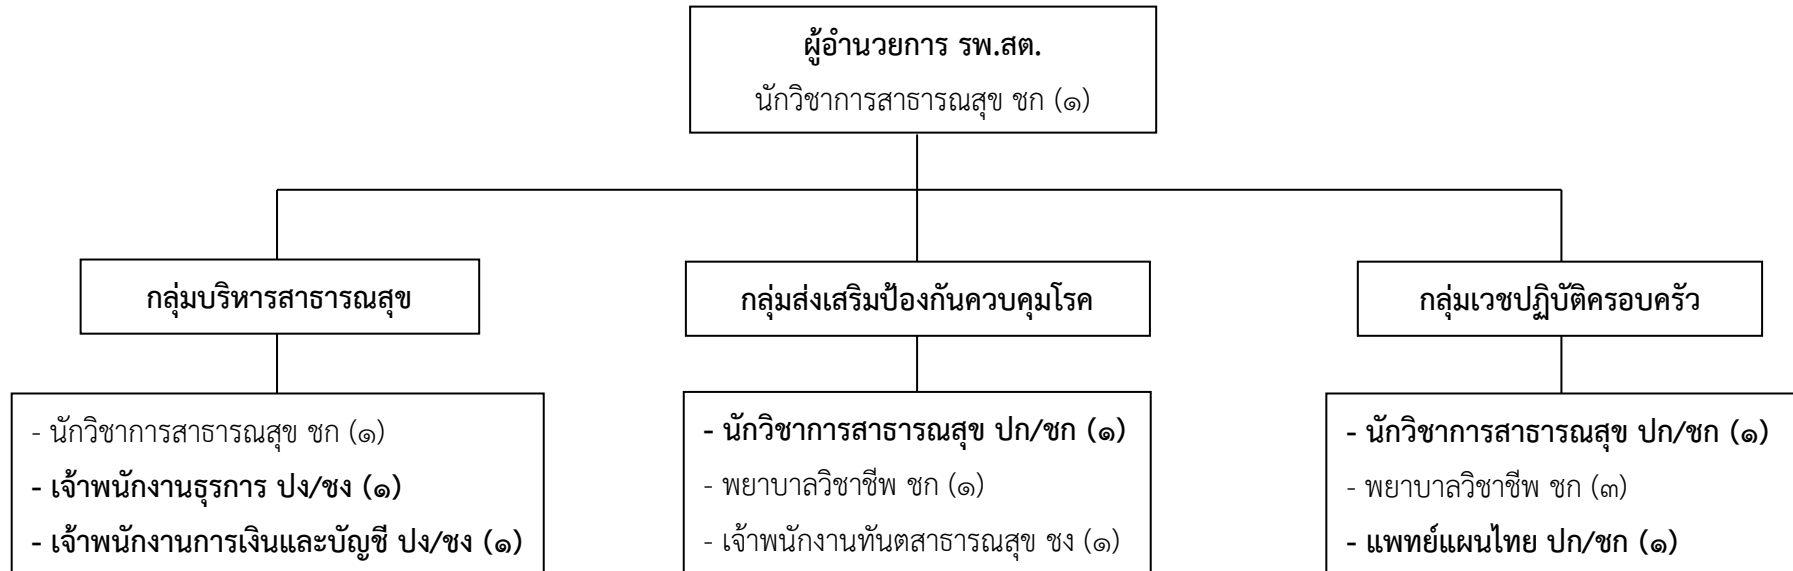 ผู้อำนวยการ รพ.สต.
นักวิชาการสาธารณสุข ชก (๑)
กลุ่มบริหารสาธารณสุข
- นักวิชาการสาธารณสุข ชก (๑)
- เจ้าพนักงานธุรการ ปง/ชง (๑)
- เจ้าพนักงานการเงินและบัญชี ปง/ชง (๑)
กลุ่มส่งเสริมป้องกันควบคุมโรค
- นักวิชาการสาธารณสุข ปก/ชก (๑)
- พยาบาลวิชาชีพ ชก (๑)
- เจ้าพนักงานทันตสาธารณสุข ชง (๑)
กลุ่มเวชปฏิบัติครอบครัว
- นักวิชาการสาธารณสุข ปก/ชก (๑)
- พยาบาลวิชาชีพ ชก (๓)
- แพทย์แผนไทย ปก/ชก (๑)